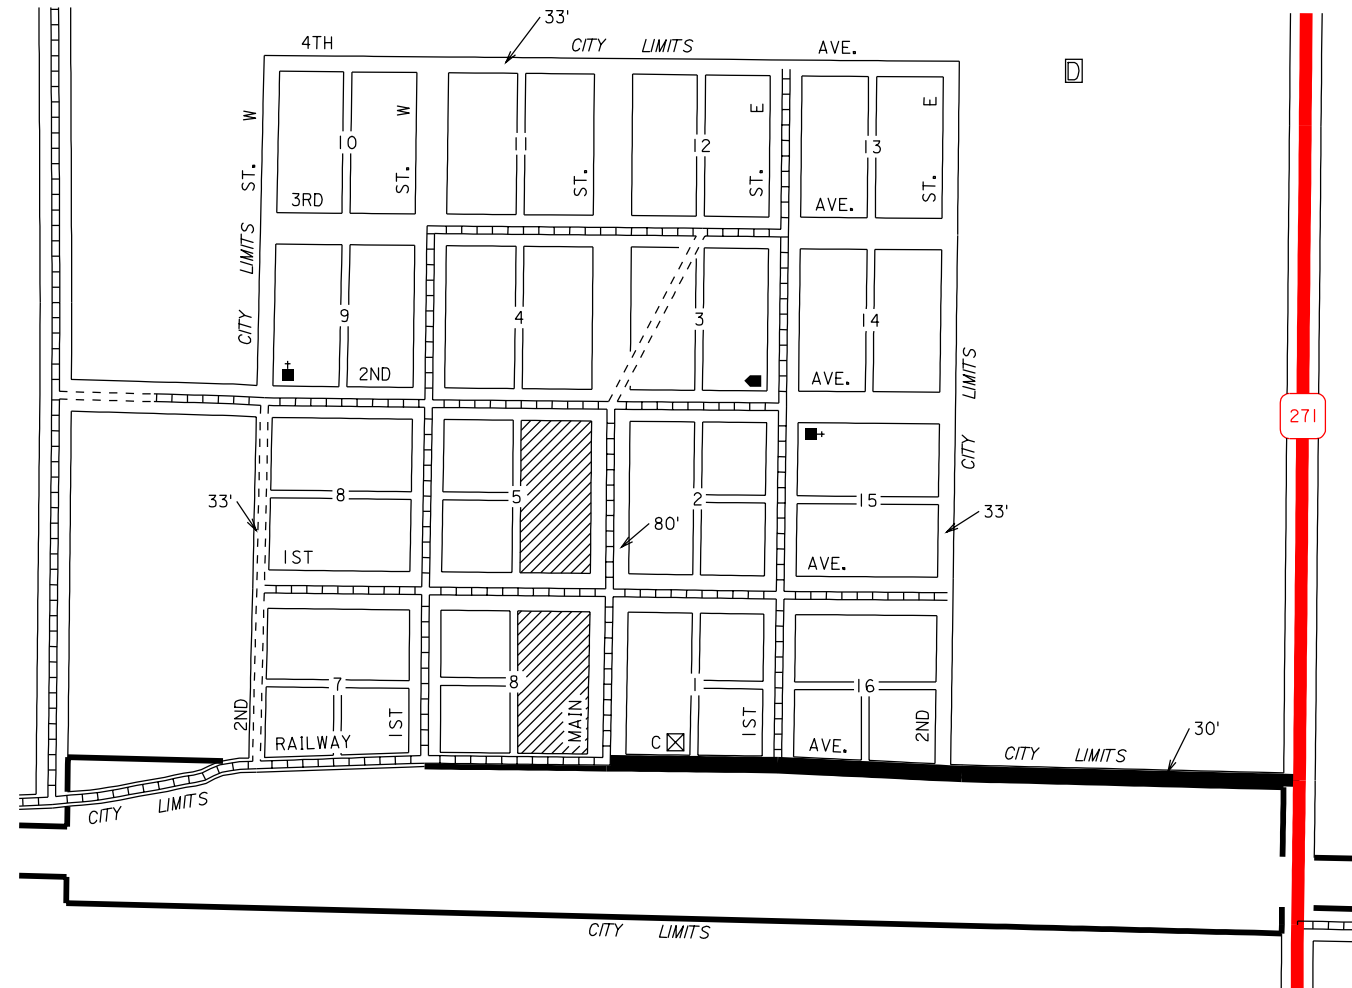 33'
4TH CITY LIMITS AVE.
D
W W E E
10 11 12 13
ST. ST. ST. ST. ST.
3RD AVE.
CITY LIMITS
9 4 3 14
2ND AVE.
CITY LIMITS
271
8 5 2 15
33' 80' 33'
1ST AVE.
7 8 1 16
2ND 1ST MAIN 1ST 2ND
RAILWAY C AVE.
30'
CITY LIMITS
CITY LIMITS
CITY LIMITS